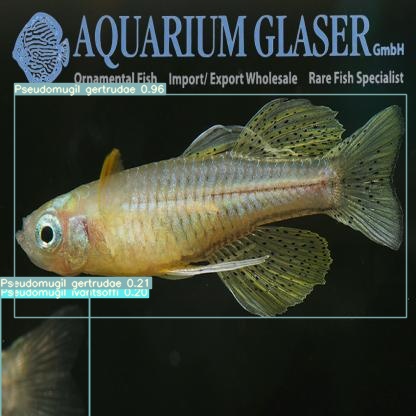 AQUARIUM GLASER GmbH
Ornamental Fish Import/ Export Wholesale Rare Fish Specialist
Pseudomugil gertrudae 0.96
Pseudomugil gertrudae 0.21
Pseudomugil ivantsoffi 0.20